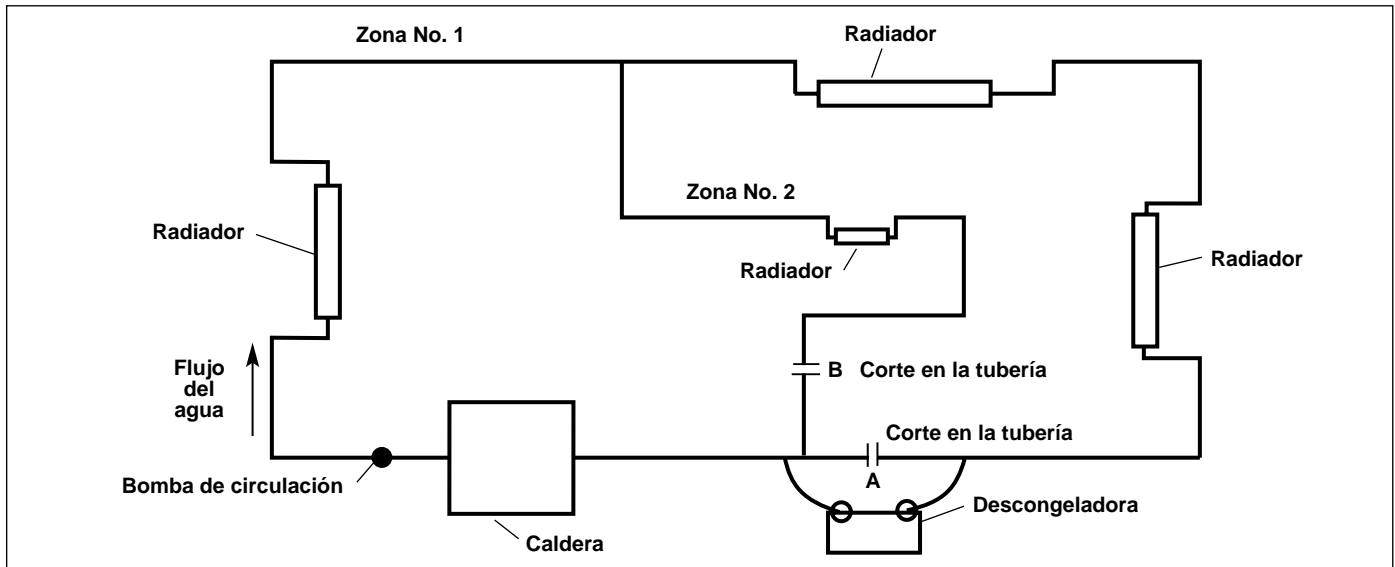 Zona No. 1
Radiador
Zona No. 2
Radiador
Radiador
Radiador
Flujo
del
agua
B Corte en la tubería
Corte en la tubería
A
Bomba de circulación
Descongeladora
Caldera